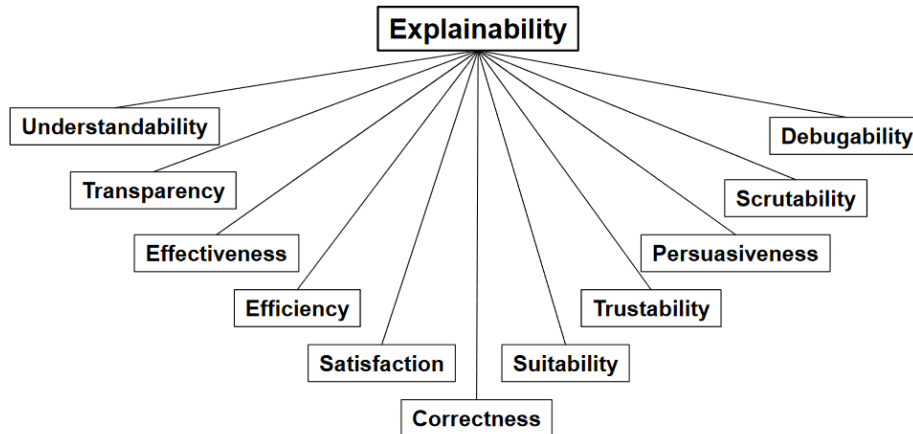 Explainability
Understandability
Debugability
Transparency
Scrutability
Effectiveness
Persuasiveness
Efficiency
Trustability
Satisfaction
Suitability
Correctness